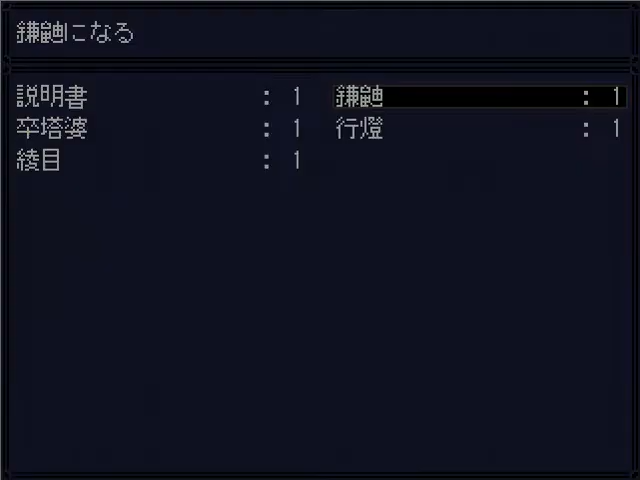 鎌鼬になる
説明書 : 1 鎌鼬 : 1
卒塔婆 : 1 行燈 : 1
綾目 : 1